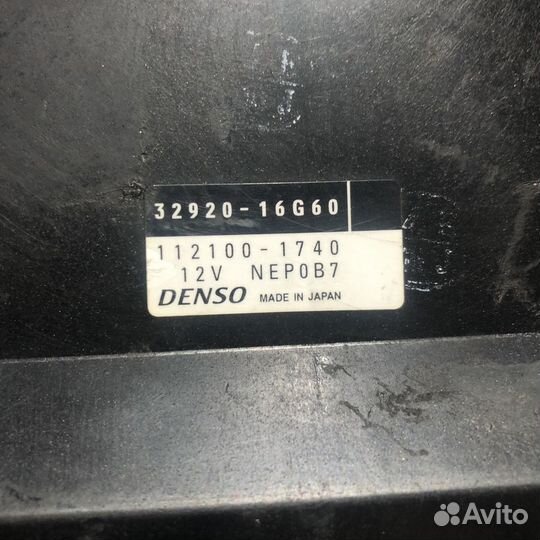 32920-16G60
112100-1740
12V NEP0B7
DENSO MADE IN JAPAN
Avito